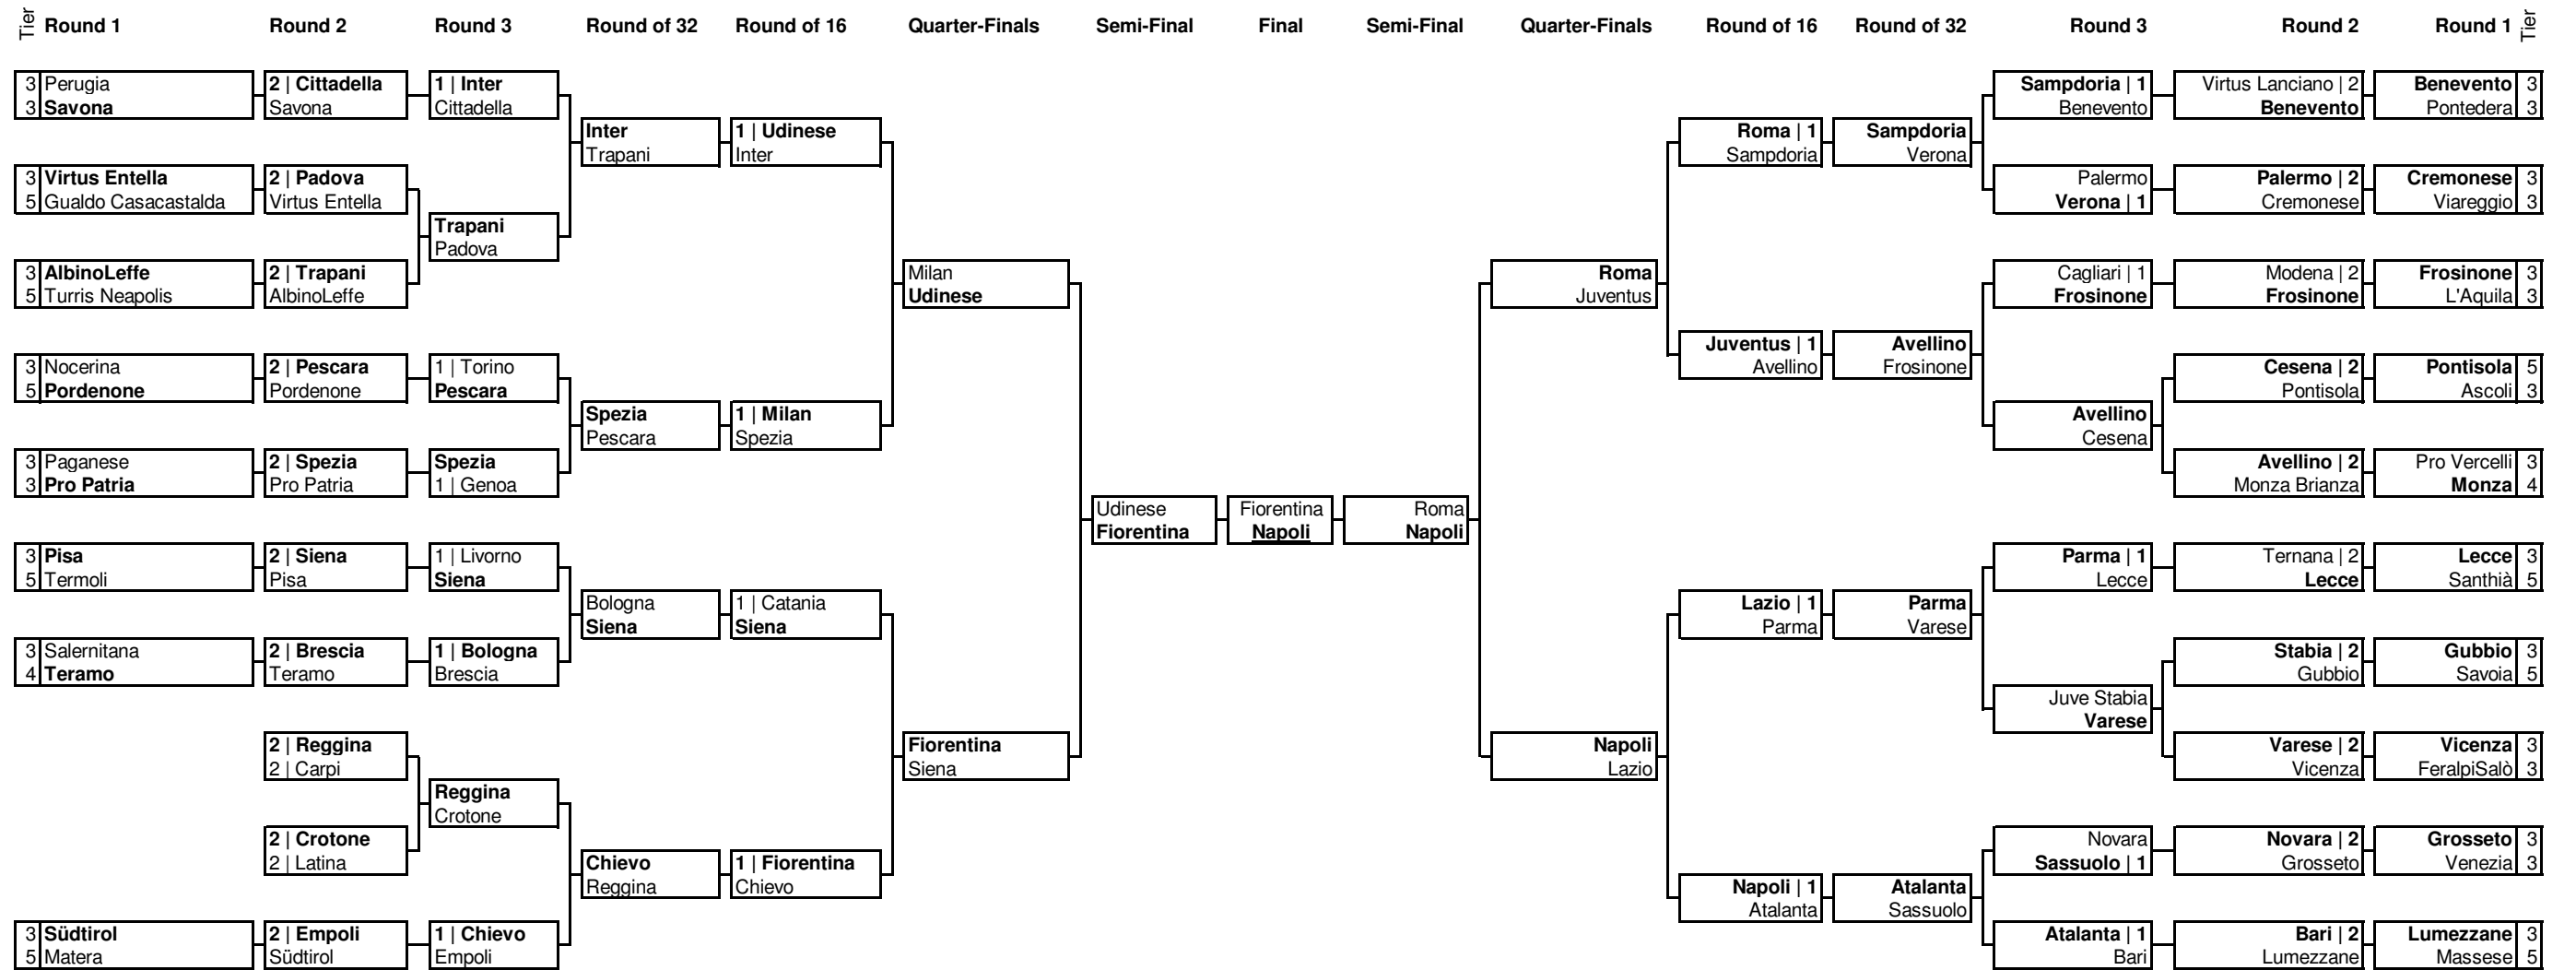 Tier Round 1 Round 2 Round 3 Round of 32 Round of 16 Quarter-Finals Semi-Final Final Semi-Final Quarter-Finals Round of 16 Round of 32 Round 3 Round 2 Round 1 Tier
3 Perugia 2 | Cittadella 1 | Inter Sampdoria | 1 Virtus Lanciano | 2 Benevento 3
3 Savona Savona Cittadella Benevento Benevento Pontedera 3
Inter 1 | Udinese Roma | 1 Sampdoria
Trapani Inter Sampdoria Verona
3 Virtus Entella 2 | Padova Palermo Palermo | 2 Cremonese 3
5 Gualdo Casacastalda Virtus Entella Verona | 1 Cremonese Viareggio 3
Trapani
Padova
3 AlbinoLeffe 2 | Trapani Milan Roma Cagliari | 1 Modena | 2 Frosinone 3
5 Turris Neapolis AlbinoLeffe Udinese Juventus Frosinone Frosinone L'Aquila 3
Juventus | 1 Avellino
Avellino Frosinone
3 Nocerina 2 | Pescara 1 | Torino Cesena | 2 Pontisola 5
5 Pordenone Pordenone Pescara Pontisola Ascoli 3
Spezia 1 | Milan Avellino
Pescara Spezia Cesena
3 Paganese 2 | Spezia Spezia Avellino | 2 Pro Vercelli 3
3 Pro Patria Pro Patria 1 | Genoa Monza Brianza Monza 4
Udinese Fiorentina Roma
Fiorentina Napoli Napoli
3 Pisa 2 | Siena 1 | Livorno Parma | 1 Ternana | 2 Lecce 3
5 Termoli Pisa Siena Lecce Lecce Santhià 5
Bologna 1 | Catania Lazio | 1 Parma
Siena Siena Parma Varese
3 Salernitana 2 | Brescia 1 | Bologna Stabia | 2 Gubbio 3
4 Teramo Teramo Brescia Gubbio Savoia 5
Juve Stabia
Varese
2 | Reggina Fiorentina Napoli Varese | 2 Vicenza 3
2 | Carpi Siena Lazio Vicenza FeralpiSalò 3
Reggina
Crotone
2 | Crotone Novara Novara | 2 Grosseto 3
2 | Latina Sassuolo | 1 Grosseto Venezia 3
Chievo 1 | Fiorentina Napoli | 1 Atalanta
Reggina Chievo Atalanta Sassuolo
3 Südtirol 2 | Empoli 1 | Chievo Atalanta | 1 Bari | 2 Lumezzane 3
5 Matera Südtirol Empoli Bari Lumezzane Massese 5